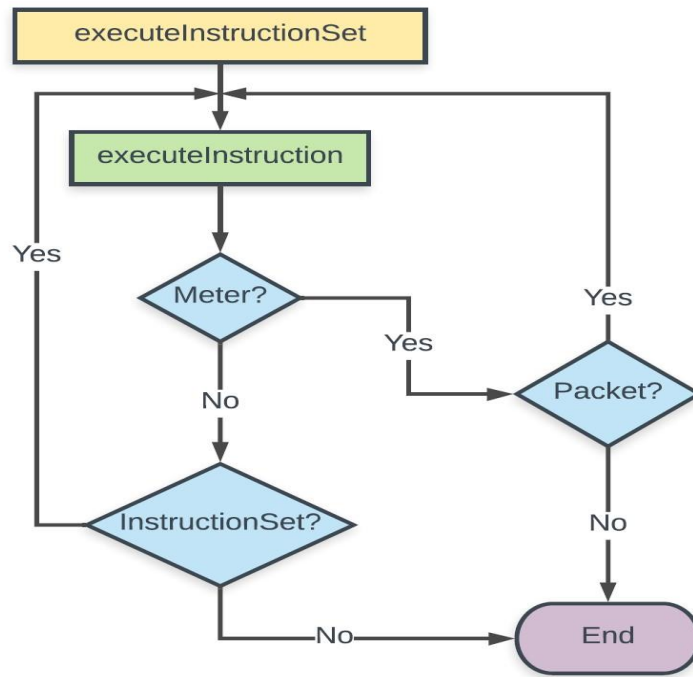 executeInstructionSet
executeInstruction
Yes
Meter?
Yes
Yes
No
Packet?
InstructionSet?
No
No
End